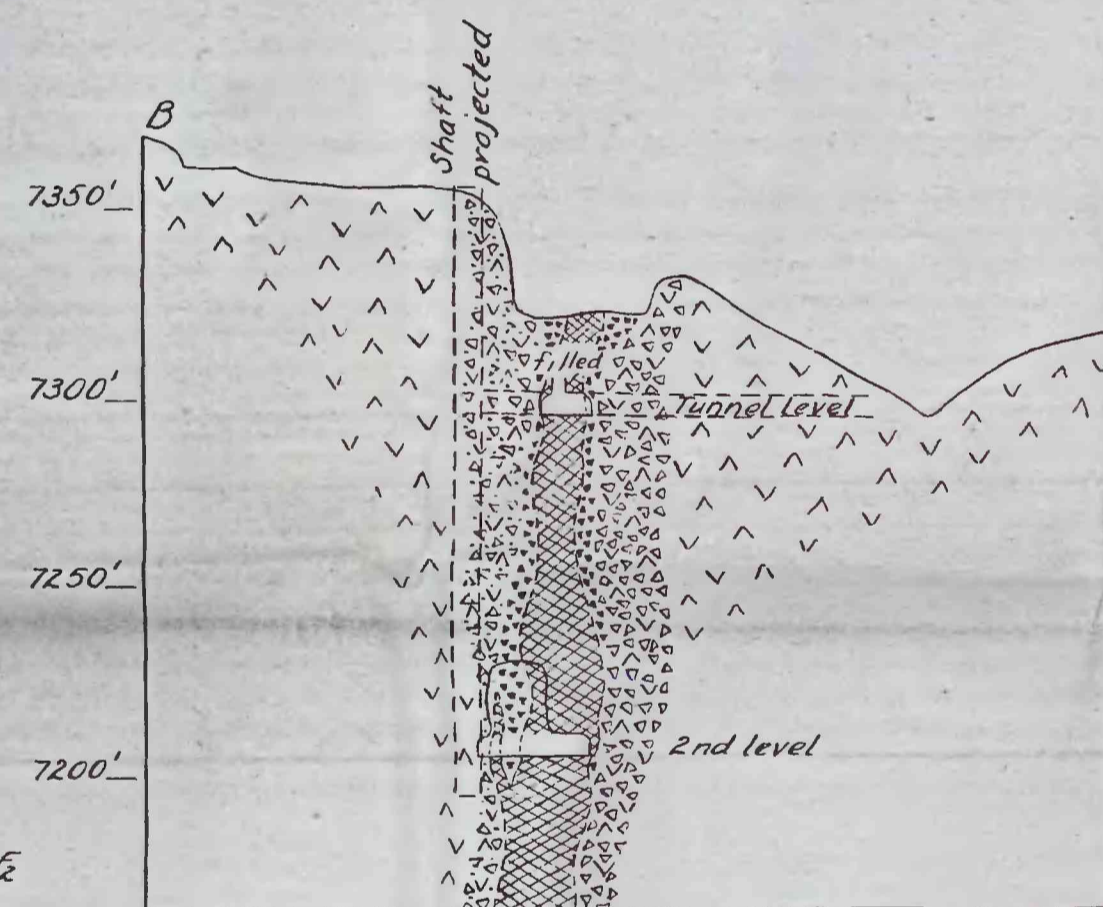 B
Shaft
projected
7350'
filled
7300'
Tunnel level
7250'
2nd level
7200'